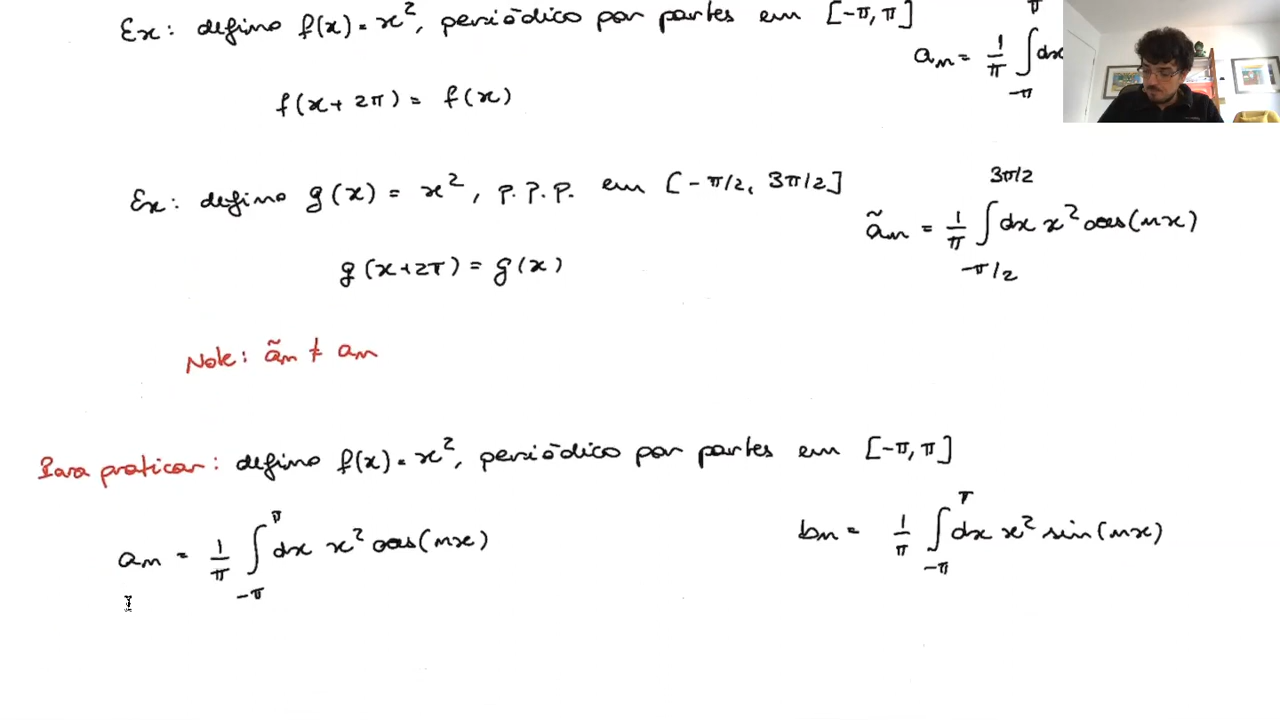 Ex: defino f(x) = x², periódico por partes em [-π, π]
aₙ = 1/π ∫_{-π}^{π} dx
f(x + 2π) = f(x)
Ex: defino g(x) = x², P.P.P. em [-π/2, 3π/2]
ãₙ = 1/π ∫_{-π/2}^{3π/2} dx x² cos(nx)
g(x+2π) = g(x)
Note: ãₙ ≠ aₙ
Para praticar: defino f(x) = x², periódico por partes em [-π, π]
aₙ = 1/π ∫_{-π}^{π} dx x² cos(nx)
bₙ = 1/π ∫_{-π}^{π} dx x² sin(nx)